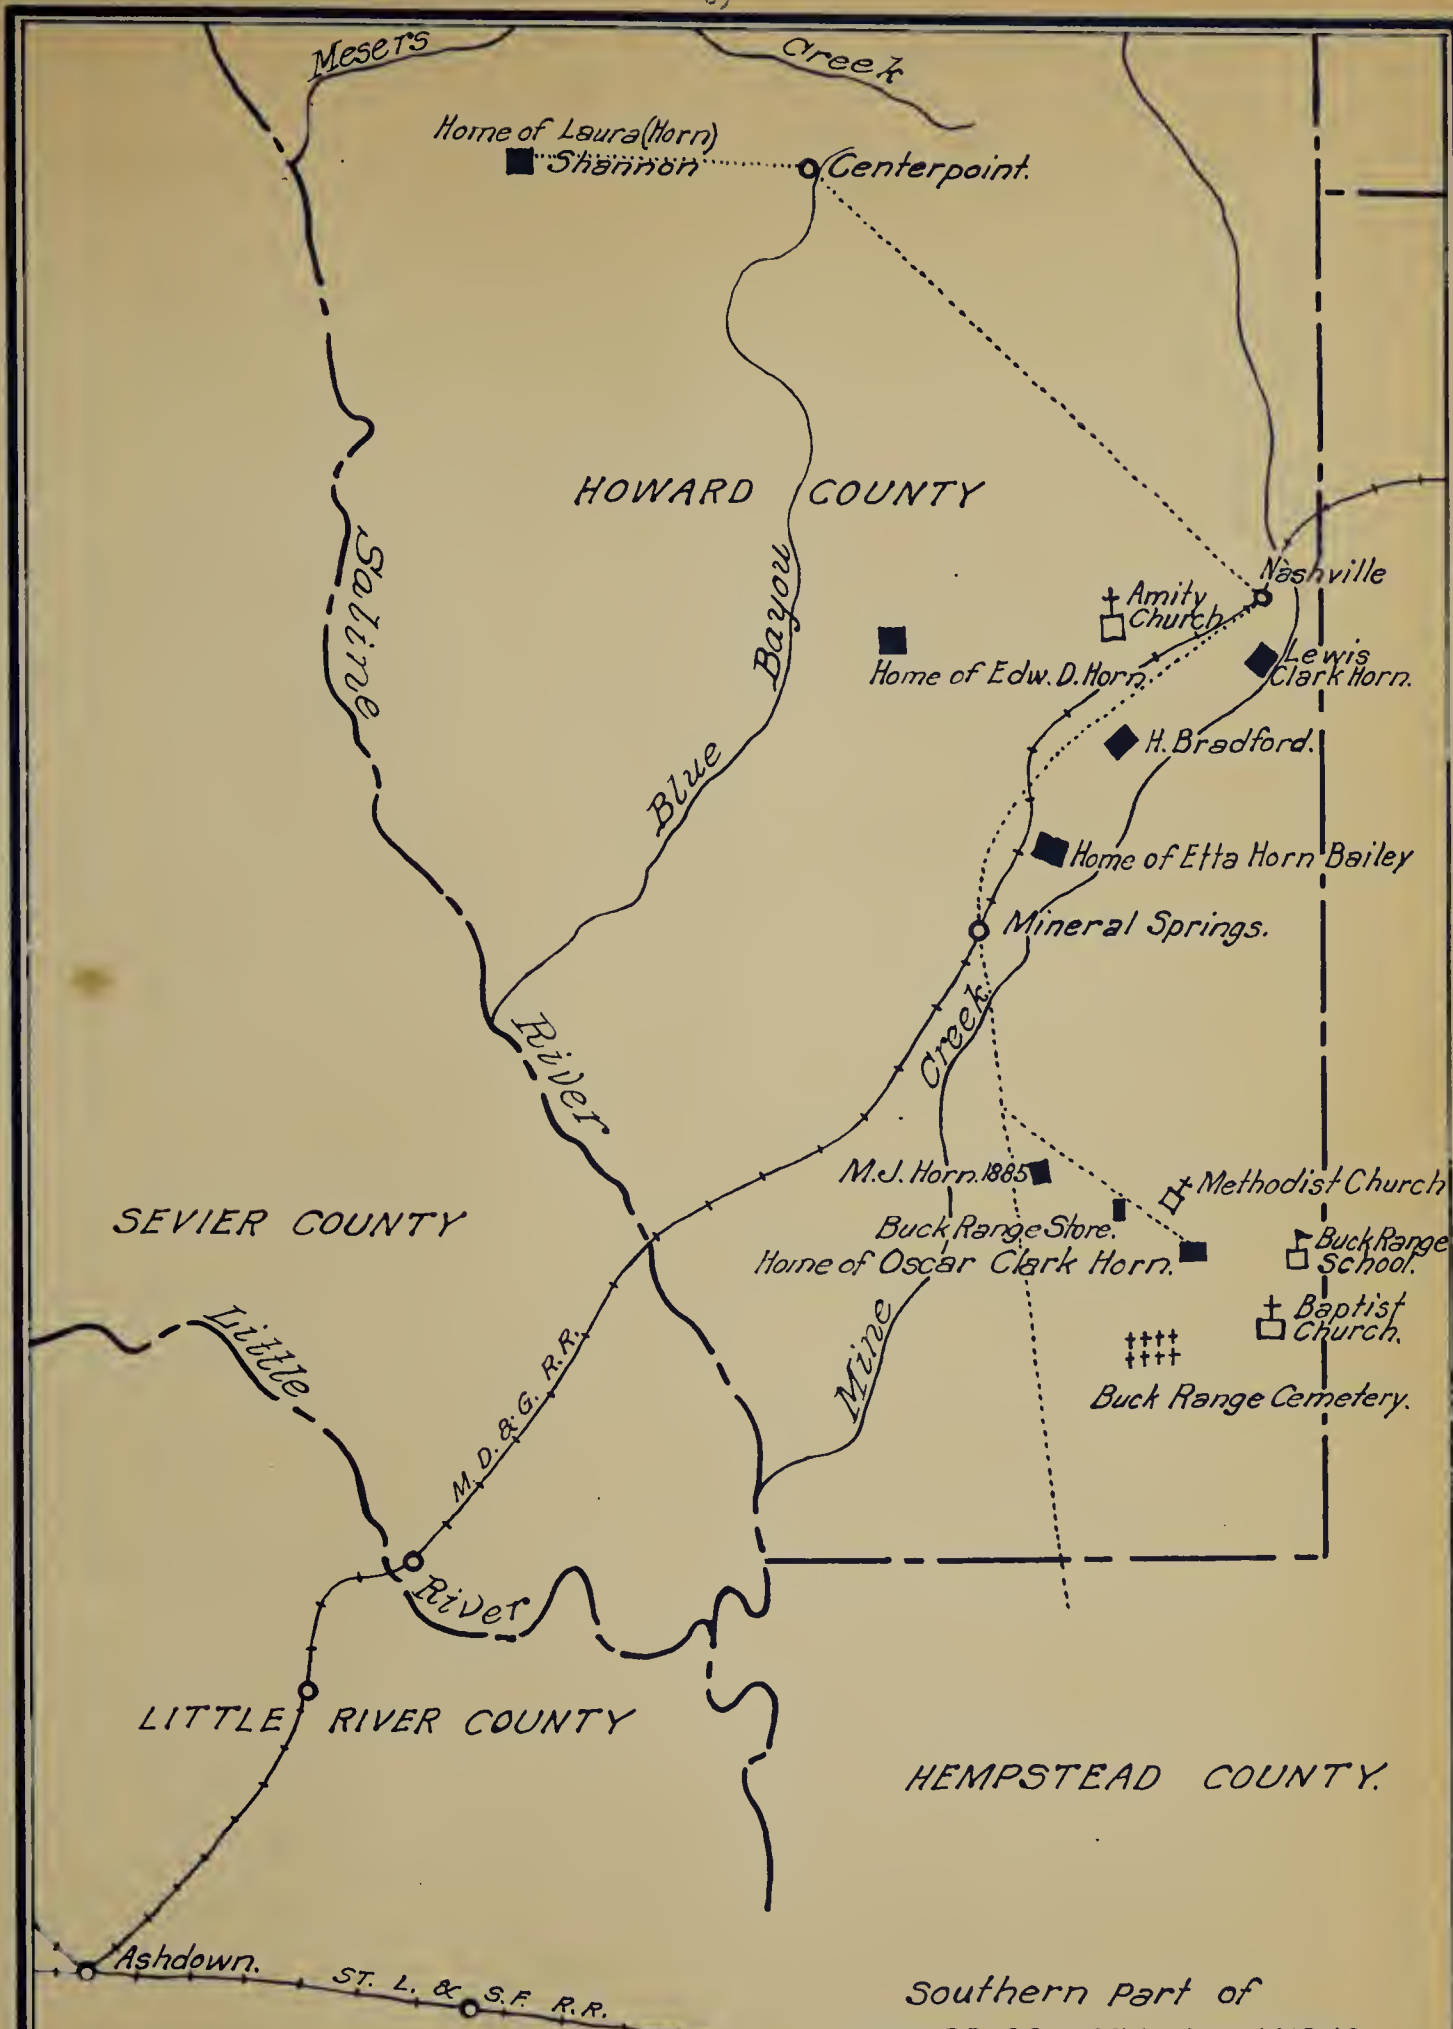 Mesers
Creek
Home of Laura (Horn)
Shannon
Centerpoint.
HOWARD COUNTY
Saline
Nashville
Amity
Church
Lewis
Clark Horn.
Home of Edw. D. Horn.
Bayou
H. Bradford.
Blue
Home of Etta Horn Bailey
Mineral Springs.
River
Creek
M.J. Horn. 1885
Methodist Church
SEVIER COUNTY
Buck Range Store.
Buck Range
School.
Home of Oscar Clark Horn.
Little
Baptist
Church.
Mine
M. D. & G. R. R.
Buck Range Cemetery.
River
LITTLE RIVER COUNTY
HEMPSTEAD COUNTY.
Ashdown.
ST. L. & S.F. R.R.
Southern Part of